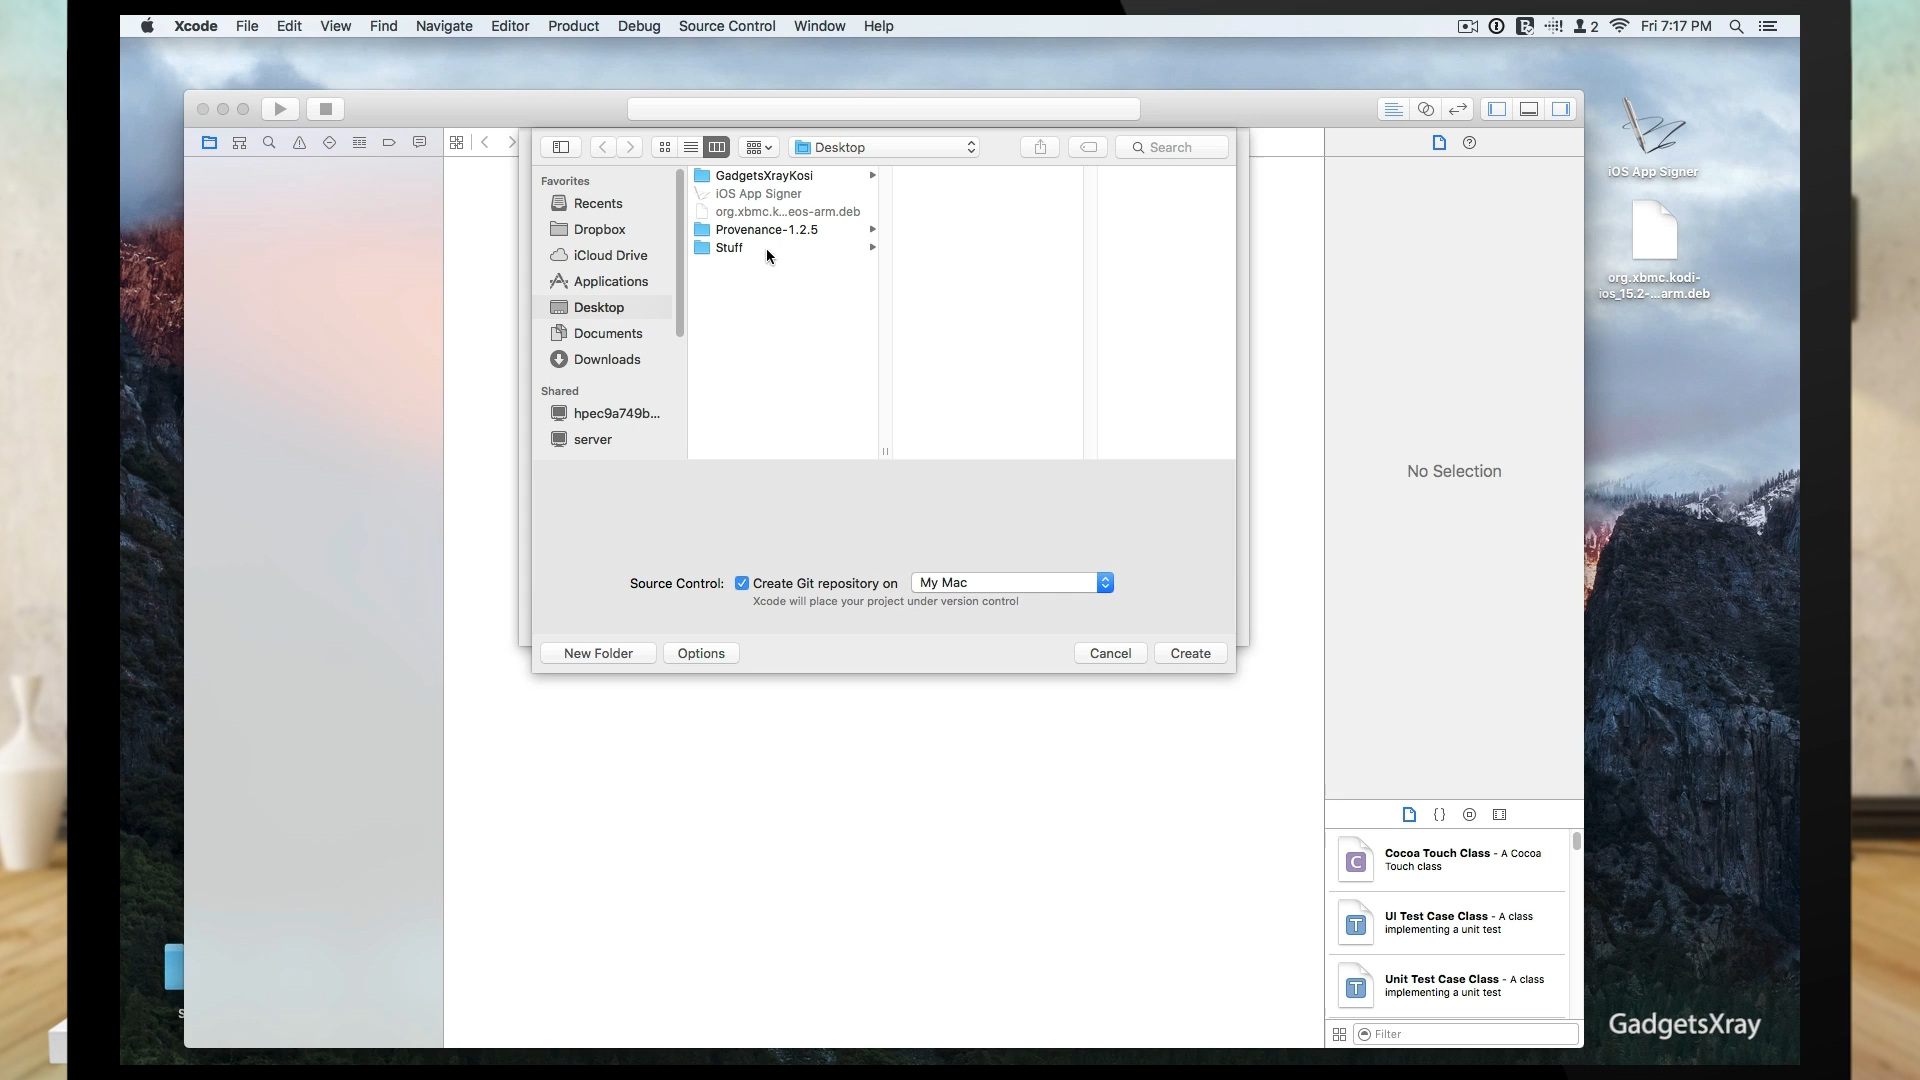 Xcode File Edit View Find Navigate Editor Product Debug Source Control Window Help
2 Fri 7:17 PM
Desktop
Search
Favorites
Recents
Dropbox
iCloud Drive
Applications
Desktop
Documents
Downloads
Shared
hpec9a749b...
server
GadgetsXrayKosi
iOS App Signer
org.xbmc.k...eos-arm.deb
Provenance-1.2.5
Stuff
Source Control: Create Git repository on My Mac
Xcode will place your project under version control
New Folder Options Cancel Create
No Selection
Cocoa Touch Class - A Cocoa
Touch class
UI Test Case Class - A class
implementing a unit test
Unit Test Case Class - A class
implementing a unit test
Filter
iOS App Signer
org.xbmc.kodi-
ios_15.2-...arm.deb
GadgetsXray